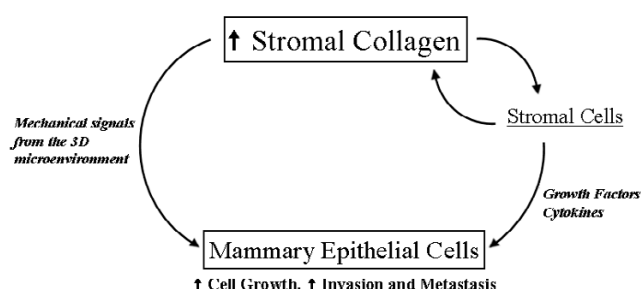 ↑ Stromal Collagen
Mechanical signals
from the 3D
microenvironment
Stromal Cells
Growth Factors
Cytokines
Mammary Epithelial Cells
↑ Cell Growth, ↑ Invasion and Metastasis